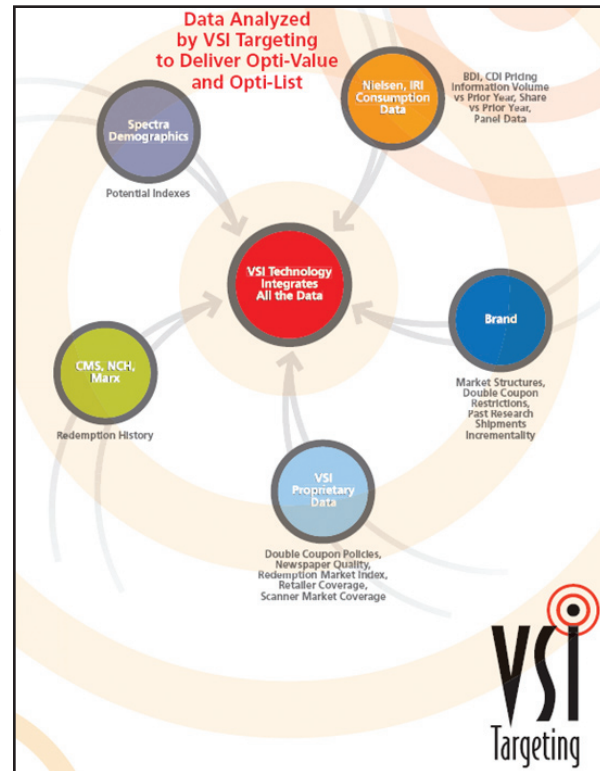 Data Analyzed
by VSI Targeting
to Deliver Opti-Value
and Opti-List
Nielsen, IRI
Consumption
Data
BDI, CDI Pricing
Information Volume
vs Prior Year, Share
vs Prior Year,
Panel Data
Spectra
Demographics
Potential Indexes
VSI Technology
Integrates
All the Data
Brand
Market Structures,
Double Coupon
Restrictions,
Past Research
Shipments
Incrementality
CMS, NCH,
Marx
Redemption History
VSI
Proprietary
Data
Double Coupon Policies,
Newspaper Quality,
Redemption Market Index,
Retailer Coverage,
Scanner Market Coverage
VSI
Targeting